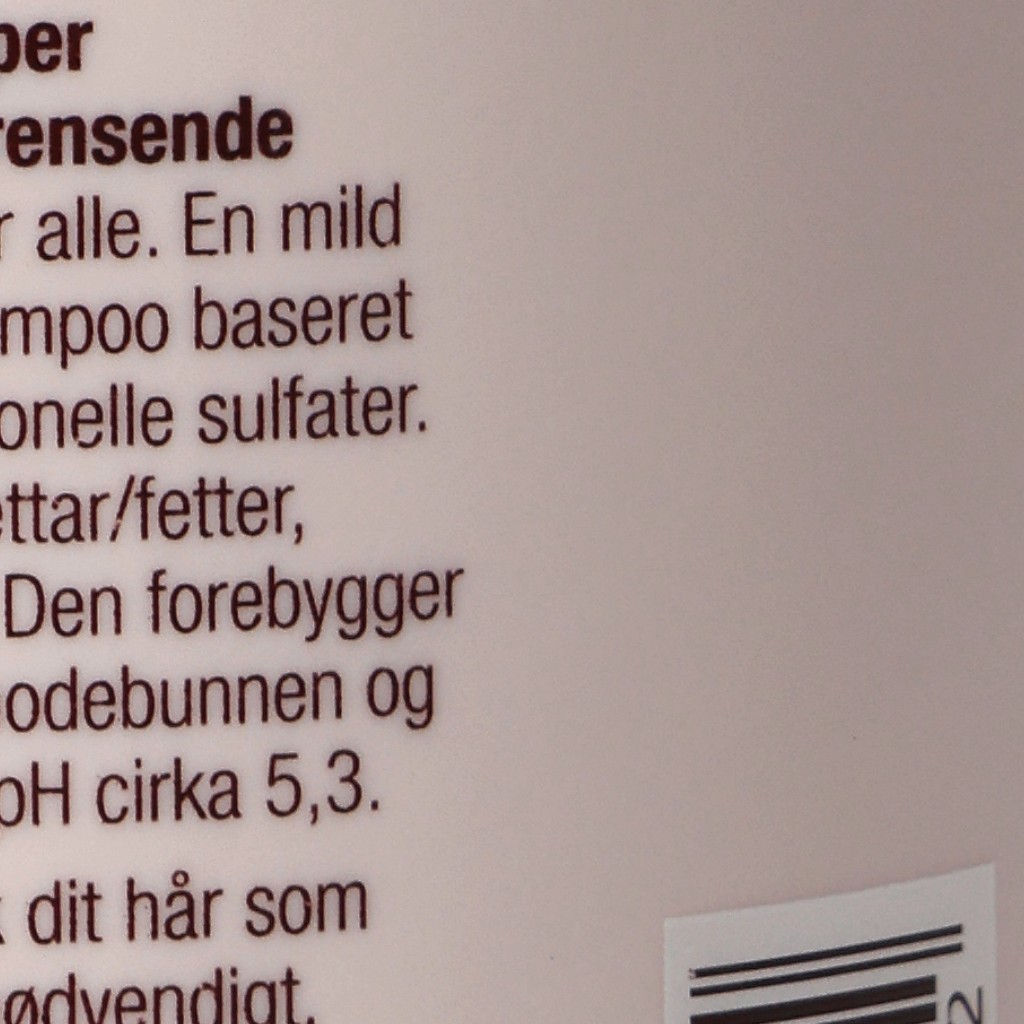 per
rensende
r alle. En mild
mpoo baseret
onelle sulfater.
ettar/fetter,
Den forebygger
odebunnen og
pH cirka 5,3.
k dit hår som
ødvendigt.
2